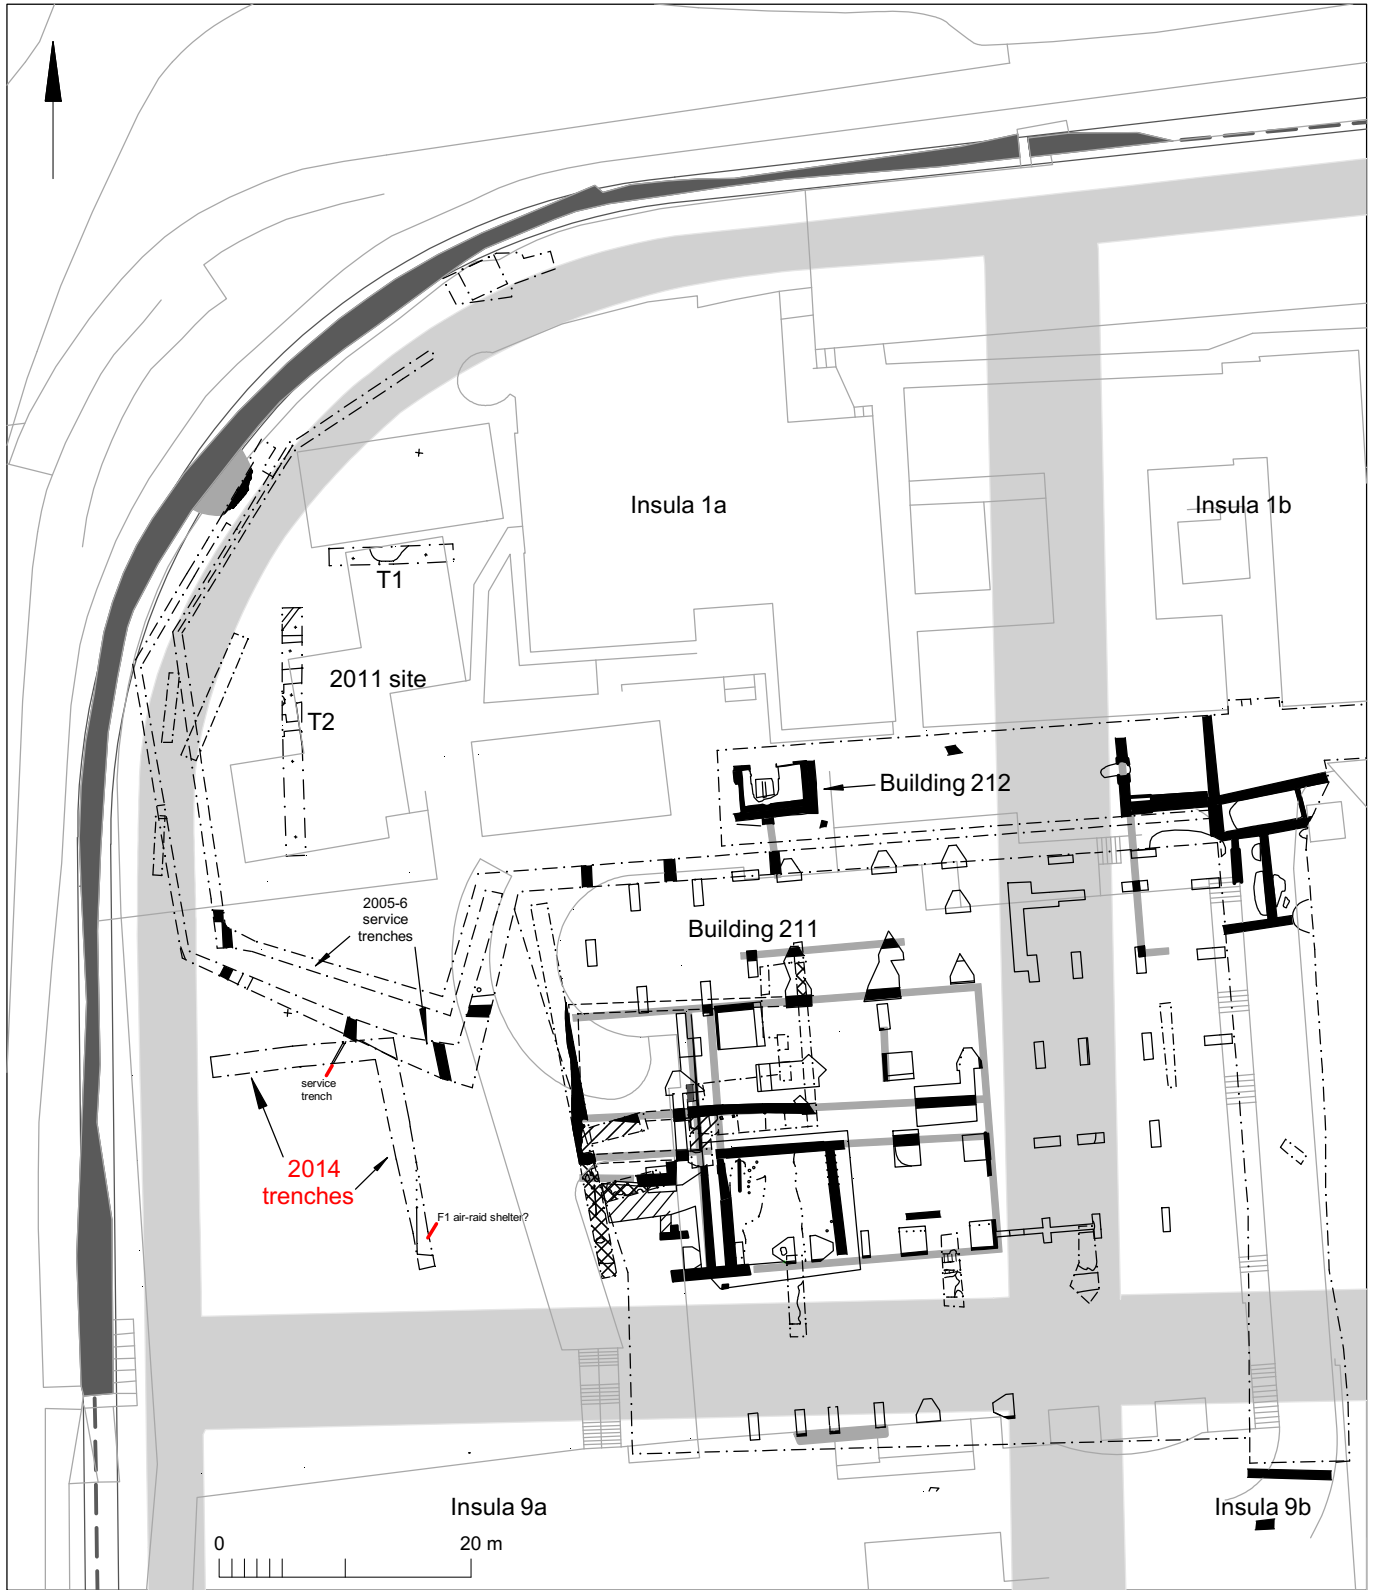 Insula 1a
Insula 1b
T1
2011 site
T2
Building 212
2005-6
service
trenches
Building 211
service
trench
2014
trenches
F1 air-raid shelter?
Insula 9a
Insula 9b
0
20 m